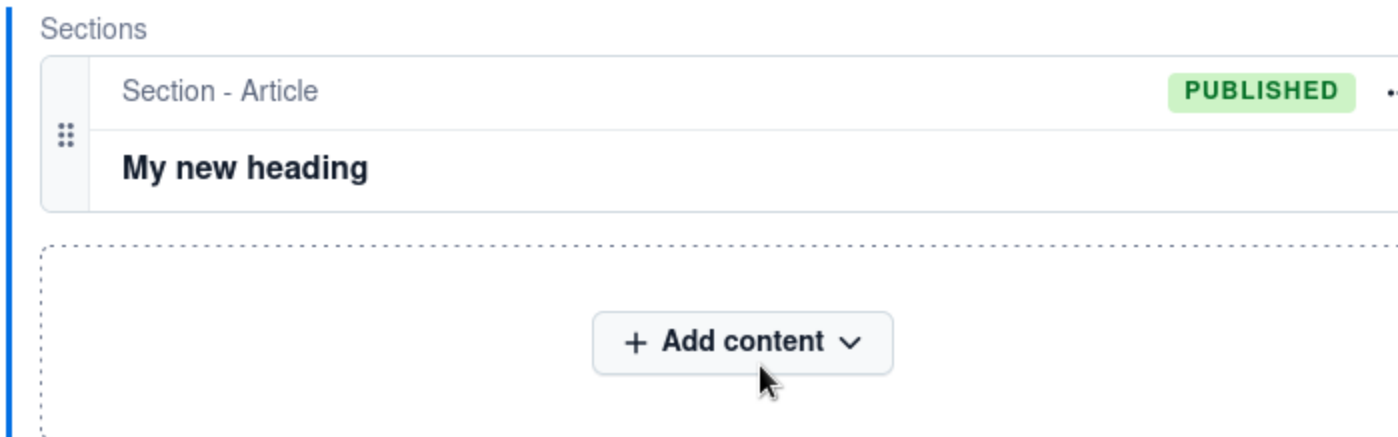 Sections
Section - Article
PUBLISHED
My new heading
Add content